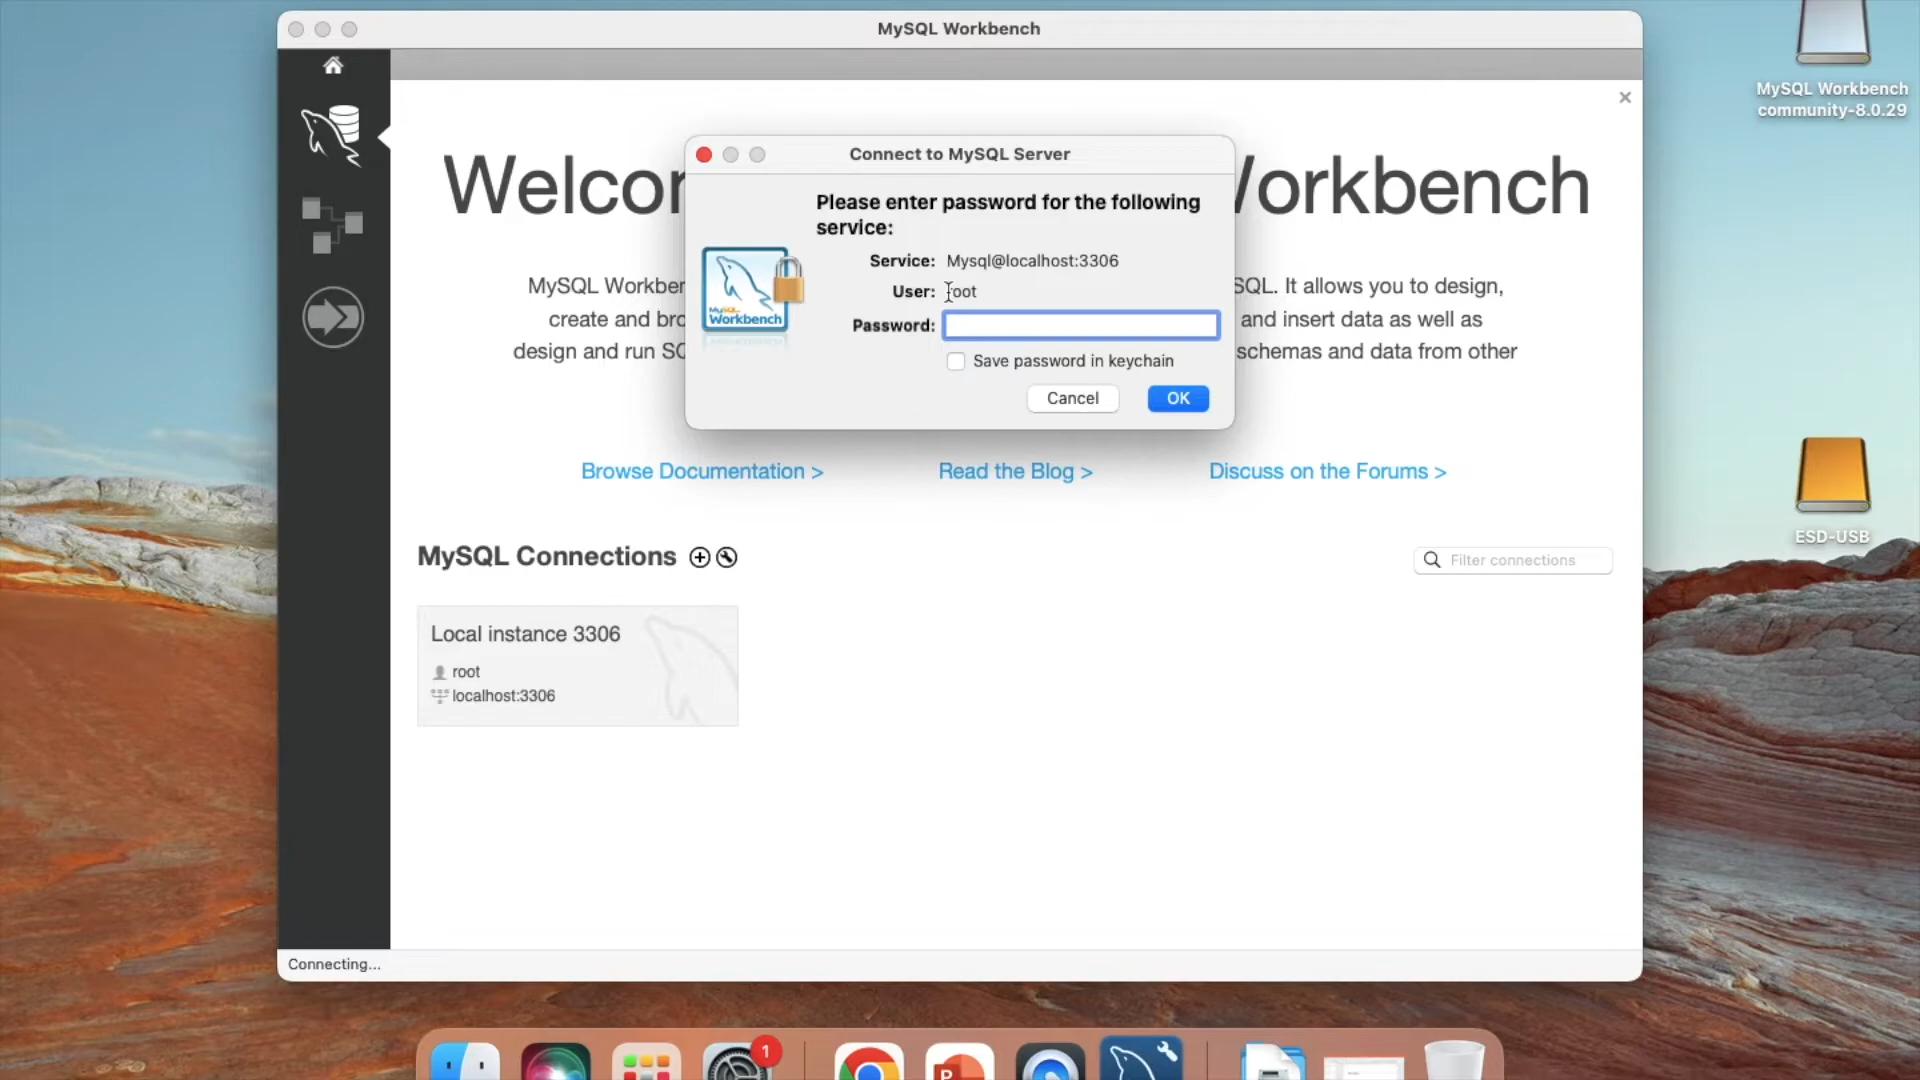 MySQL Workbench
MySQL Workbench
community-8.0.29
Welco
Workbench
Connect to MySQL Server
Please enter password for the following
service:
Service: Mysql@localhost:3306
User: root
Password:
Save password in keychain
Cancel OK
MySQL
Workbench
MySQL Workben
SQL. It allows you to design,
create and bro
and insert data as well as
design and run SQ
schemas and data from other
Browse Documentation > Read the Blog > Discuss on the Forums >
MySQL Connections
Filter connections
Local instance 3306
root
localhost:3306
ESD-USB
Connecting...
1
P